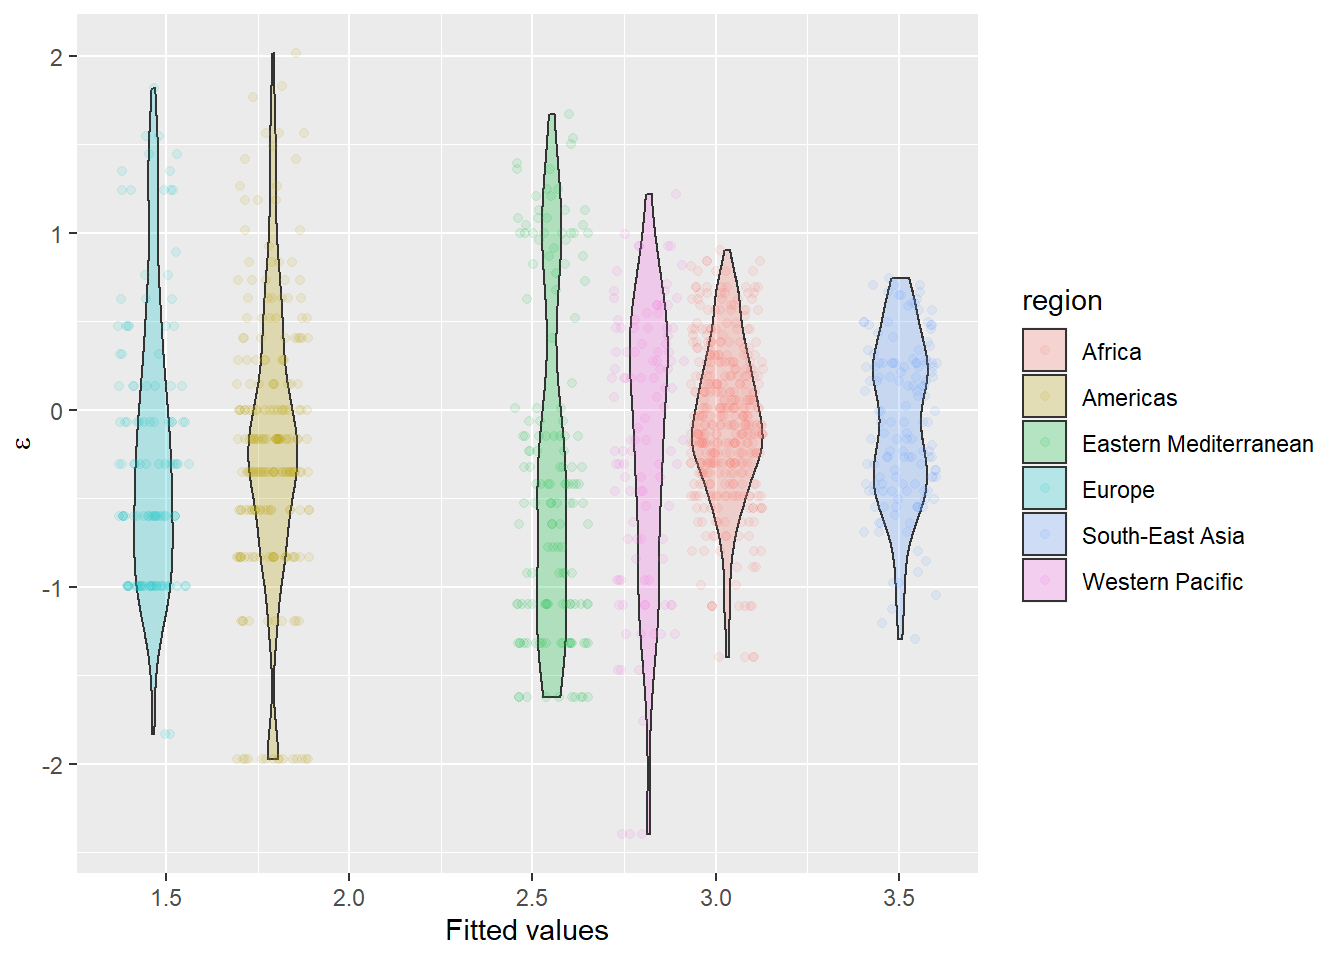 2
1
0
-1
-2
ε
1.5 2.0 2.5 3.0 3.5
Fitted values
region
Africa
Americas
Eastern Mediterranean
Europe
South-East Asia
Western Pacific